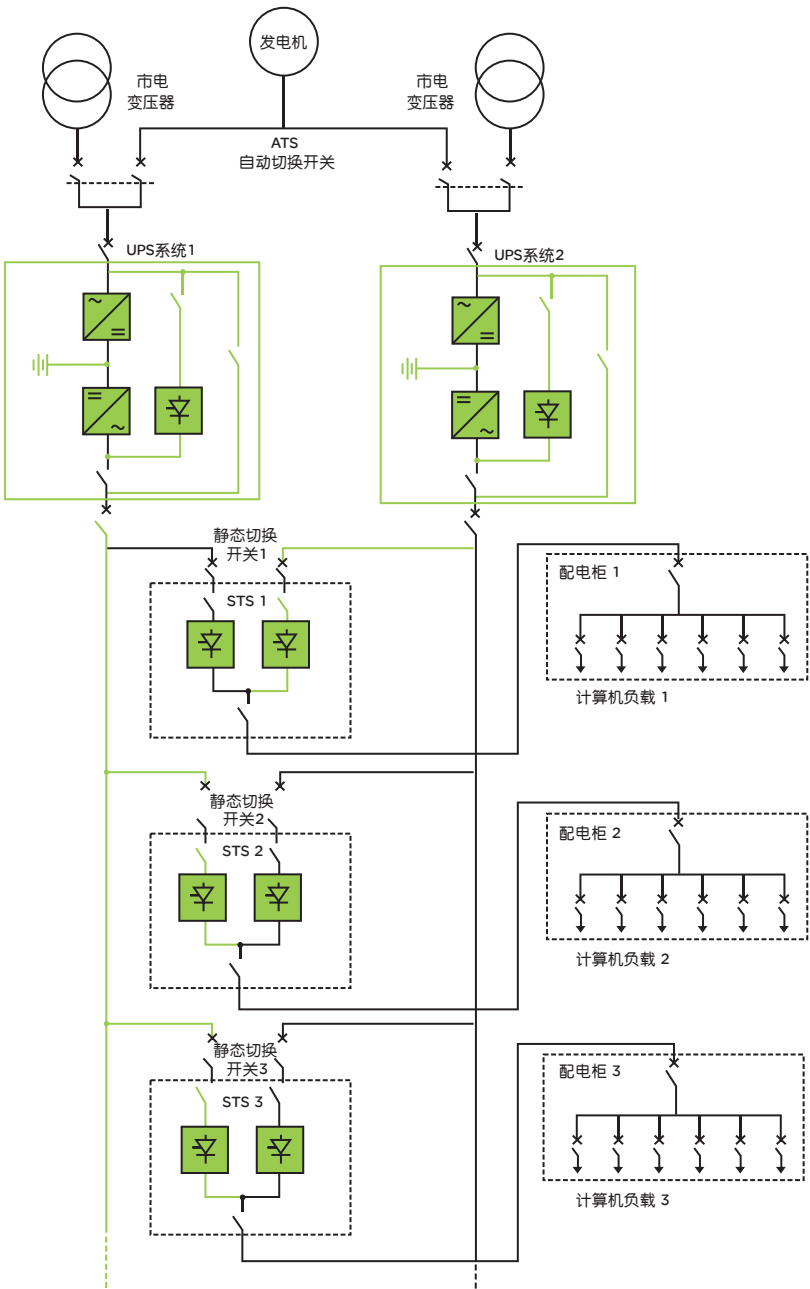 发电机
市电
变压器
市电
变压器
ATS
自动切换开关
UPS系统1
UPS系统2
静态切换
开关1
STS 1
配电柜 1
计算机负载 1
静态切换
开关2
STS 2
配电柜 2
计算机负载 2
静态切换
开关3
STS 3
配电柜 3
计算机负载 3